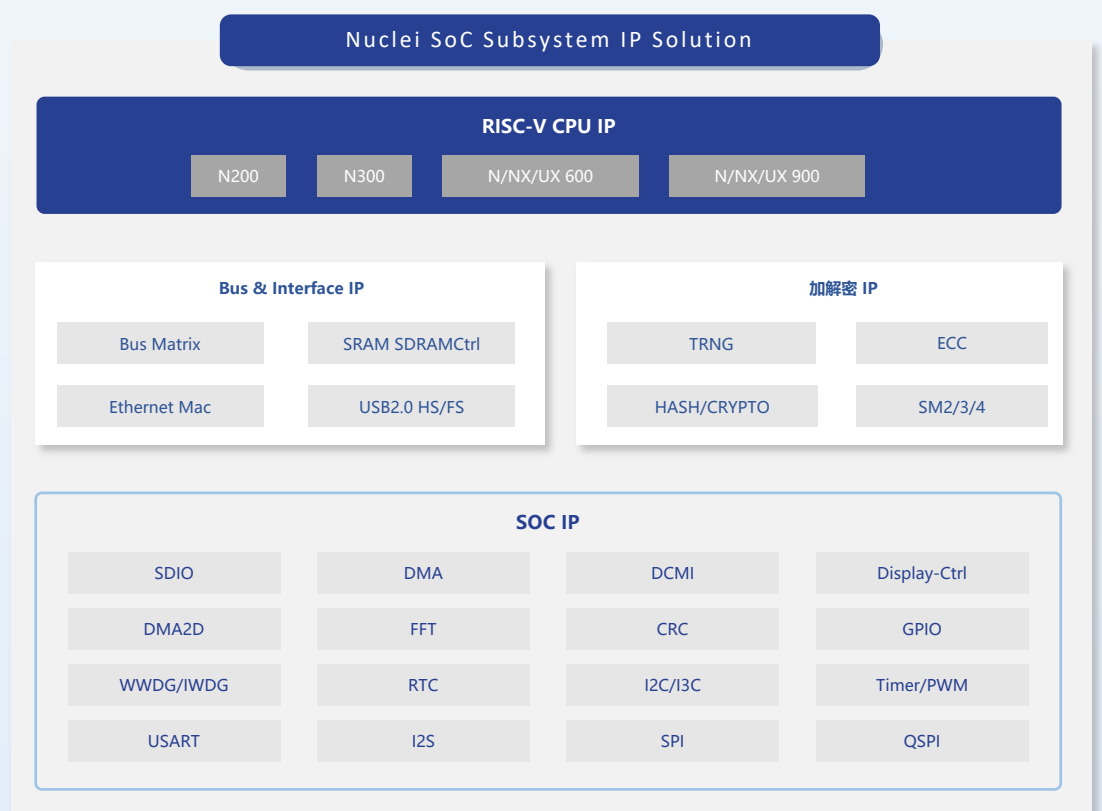 Nuclei SoC Subsystem IP Solution
RISC-V CPU IP
N200 N300 N/NX/UX 600 N/NX/UX 900
Bus & Interface IP
Bus Matrix SRAM SDRAMCtrl
Ethernet Mac USB2.0 HS/FS
加解密 IP
TRNG ECC
HASH/CRYPTO SM2/3/4
SOC IP
SDIO DMA DCMI Display-Ctrl
DMA2D FFT CRC GPIO
WWDG/IWDG RTC I2C/I3C Timer/PWM
USART I2S SPI QSPI